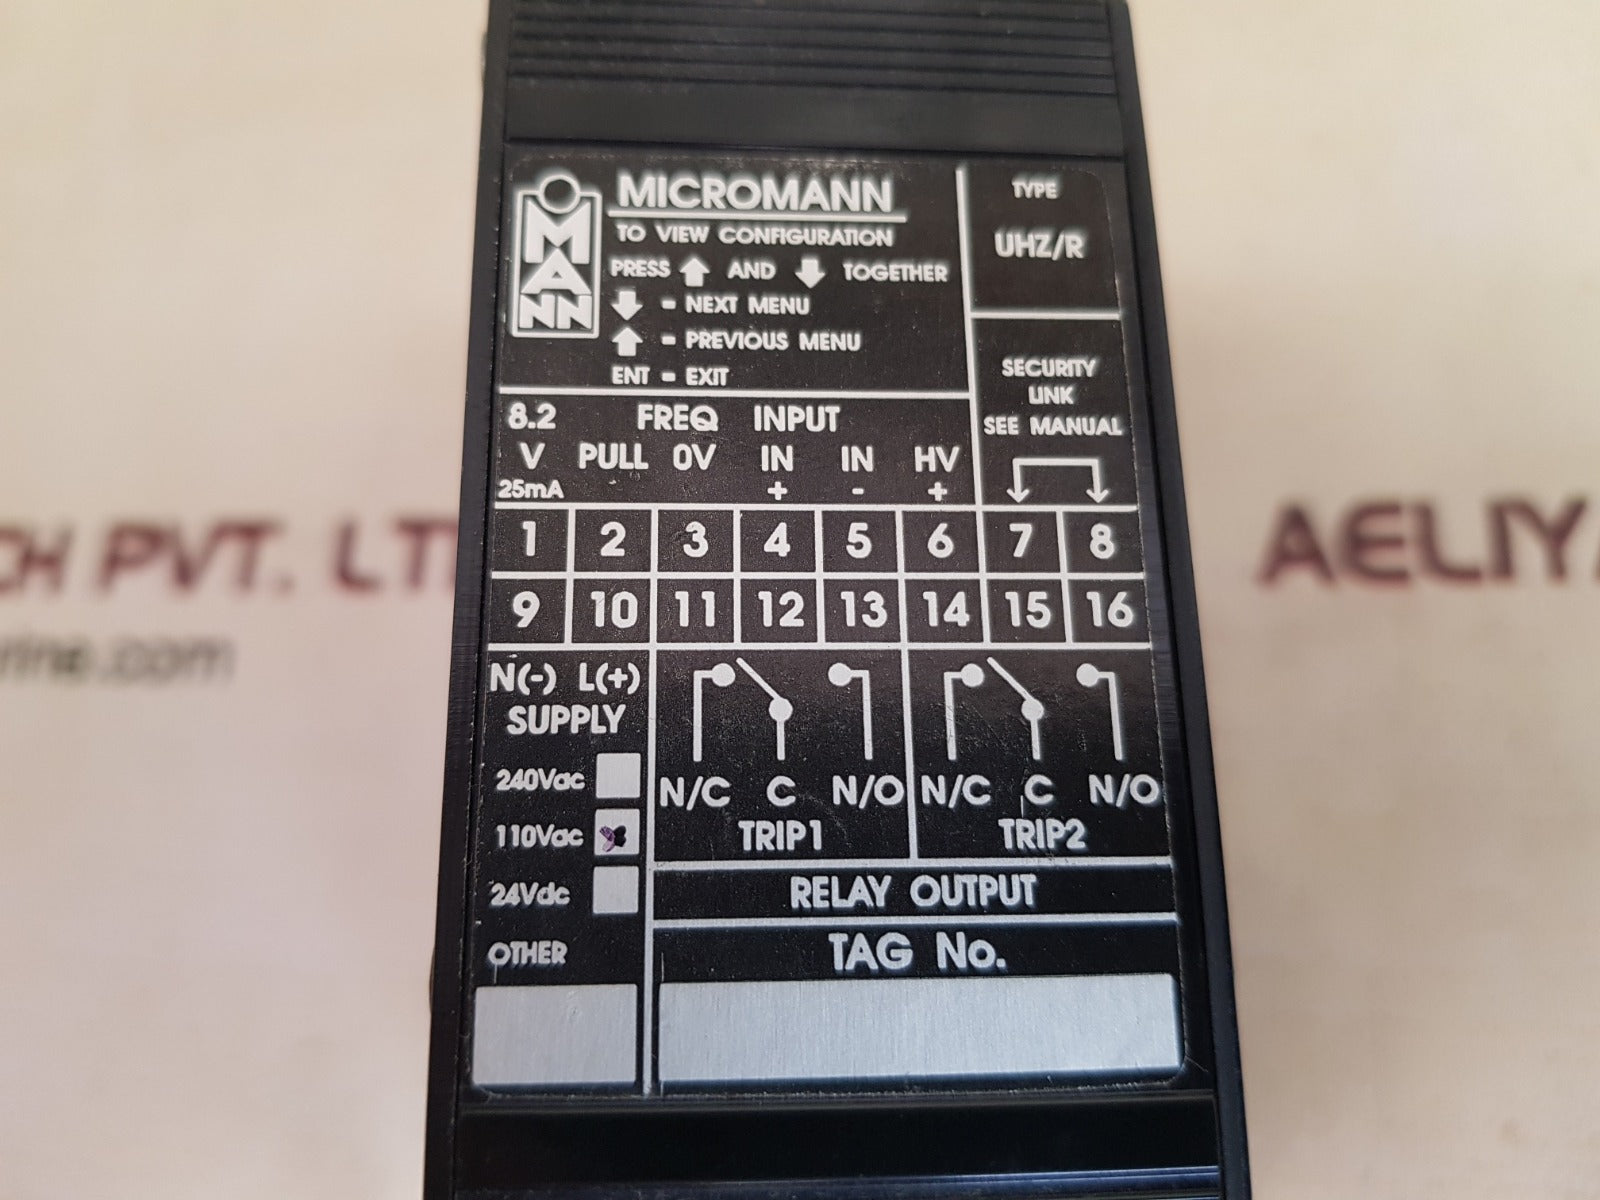 MANN
MICROMANN
TO VIEW CONFIGURATION
PRESS ⬆ AND ⬇ TOGETHER
⬇ = NEXT MENU
⬆ = PREVIOUS MENU
ENT = EXIT
TYPE
UHZ/R
SECURITY
LINK
SEE MANUAL
8.2 FREQ INPUT
V PULL 0V IN IN HV
25mA + - +
1 2 3 4 5 6 7 8
9 10 11 12 13 14 15 16
N(-) L(+)
SUPPLY
240Vac
110Vac
24Vdc
OTHER
N/C C N/O N/C C N/O
TRIP1 TRIP2
RELAY OUTPUT
TAG No.
PVT.
AELIYA
.com